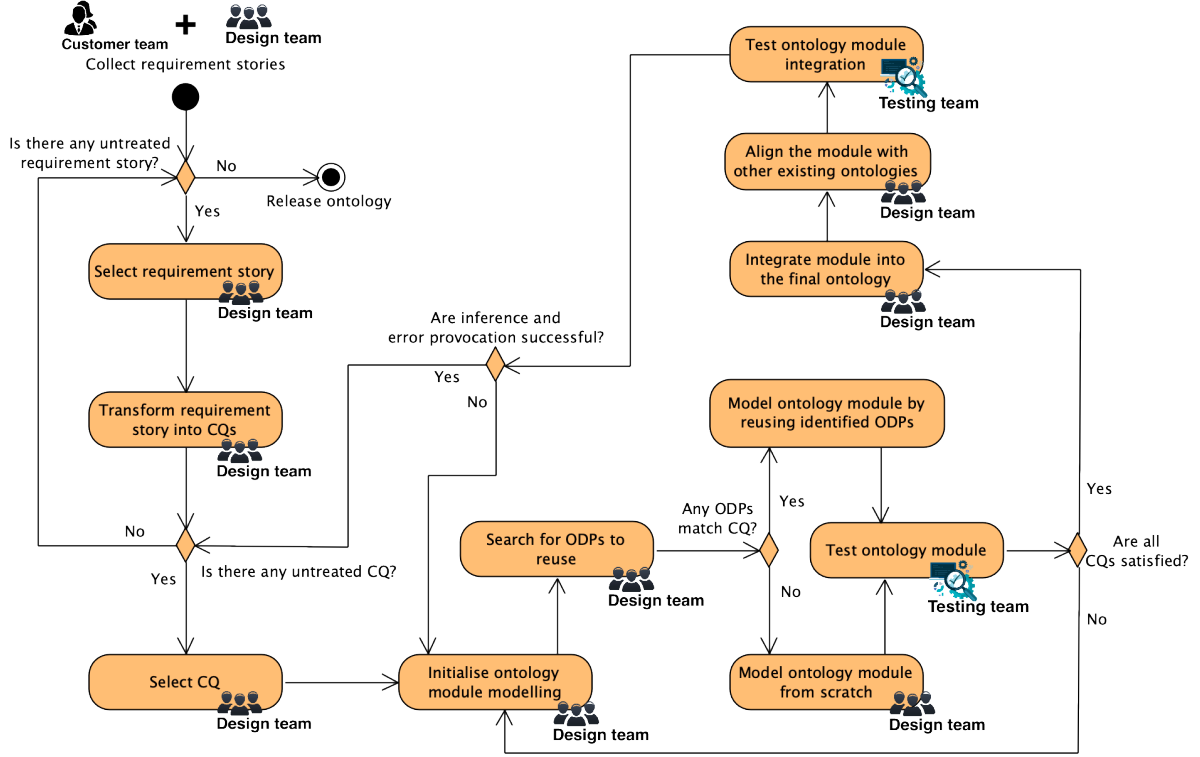 Customer team
Design team
Collect requirement stories
Is there any untreated
requirement story?
No
Release ontology
Yes
Select requirement story
Design team
Transform requirement
story into CQs
Design team
No
Yes
Is there any untreated CQ?
Select CQ
Design team
Initialise ontology
module modelling
Design team
Search for ODPs to
reuse
Design team
Any ODPs
match CQ?
Yes
No
Model ontology module by
reusing identified ODPs
Model ontology module
from scratch
Design team
Test ontology module
Testing team
Are all
CQs satisfied?
Yes
No
Integrate module into
the final ontology
Design team
Align the module with
other existing ontologies
Design team
Test ontology module
integration
Testing team
Are inference and
error provocation successful?
Yes
No